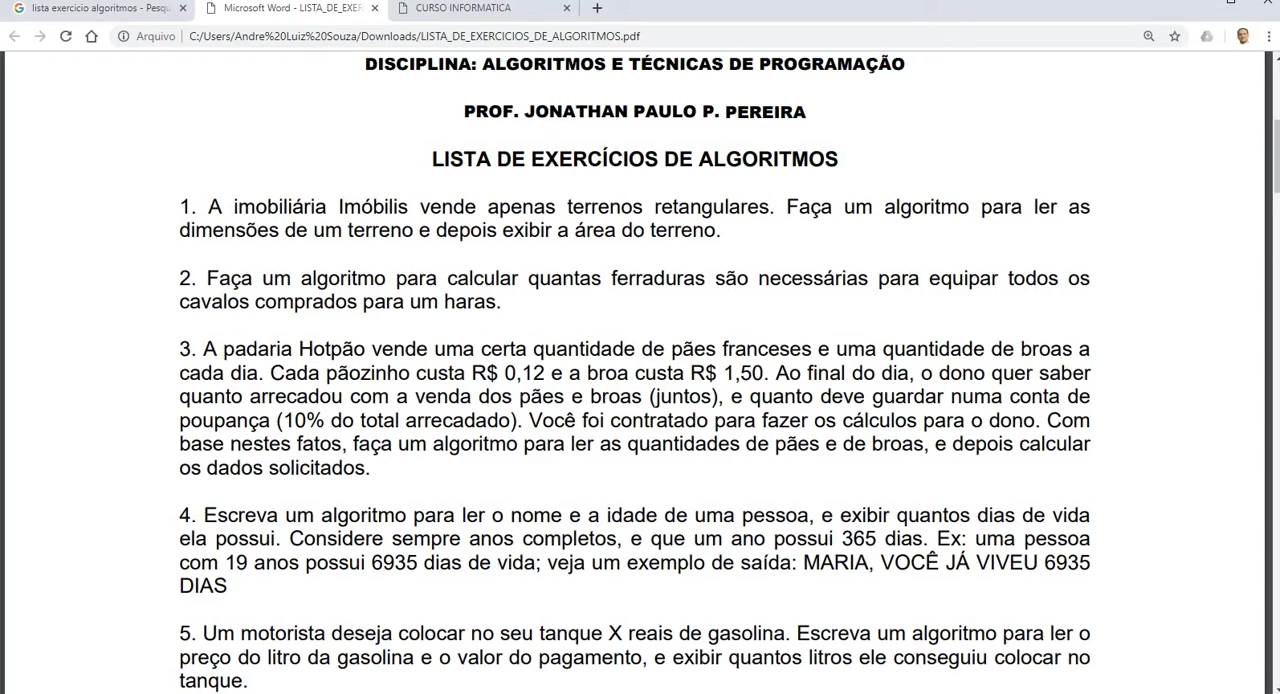 lista exercicio algoritmos - Pesqu
Microsoft Word - LISTA_DE_EXER
CURSO INFORMATICA
Arquivo
C:/Users/Andre%20Luiz%20Souza/Downloads/LISTA_DE_EXERCICIOS_DE_ALGORITMOS.pdf
DISCIPLINA: ALGORITMOS E TÉCNICAS DE PROGRAMAÇÃO
PROF. JONATHAN PAULO P. PEREIRA
LISTA DE EXERCÍCIOS DE ALGORITMOS
1. A imobiliária Imóbilis vende apenas terrenos retangulares. Faça um algoritmo para ler as
dimensões de um terreno e depois exibir a área do terreno.
2. Faça um algoritmo para calcular quantas ferraduras são necessárias para equipar todos os
cavalos comprados para um haras.
3. A padaria Hotpão vende uma certa quantidade de pães franceses e uma quantidade de broas a
cada dia. Cada pãozinho custa R$ 0,12 e a broa custa R$ 1,50. Ao final do dia, o dono quer saber
quanto arrecadou com a venda dos pães e broas (juntos), e quanto deve guardar numa conta de
poupança (10% do total arrecadado). Você foi contratado para fazer os cálculos para o dono. Com
base nestes fatos, faça um algoritmo para ler as quantidades de pães e de broas, e depois calcular
os dados solicitados.
4. Escreva um algoritmo para ler o nome e a idade de uma pessoa, e exibir quantos dias de vida
ela possui. Considere sempre anos completos, e que um ano possui 365 dias. Ex: uma pessoa
com 19 anos possui 6935 dias de vida; veja um exemplo de saída: MARIA, VOCÊ JÁ VIVEU 6935
DIAS
5. Um motorista deseja colocar no seu tanque X reais de gasolina. Escreva um algoritmo para ler o
preço do litro da gasolina e o valor do pagamento, e exibir quantos litros ele conseguiu colocar no
tanque.